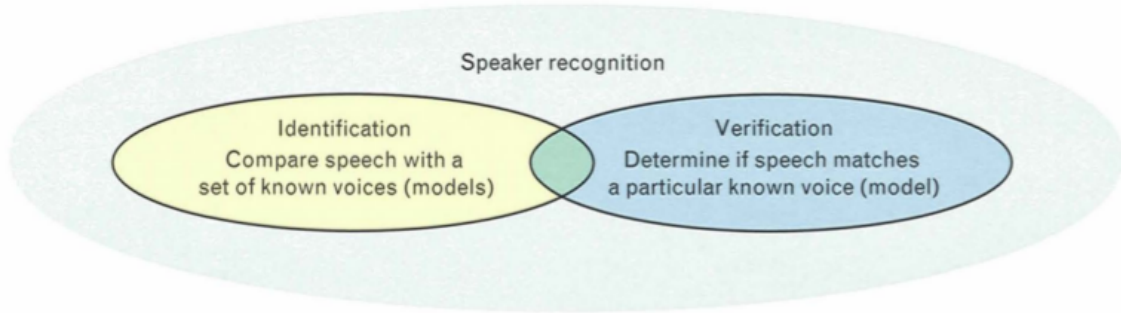 Speaker recognition
Identification
Compare speech with a
set of known voices (models)
Verification
Determine if speech matches
a particular known voice (model)